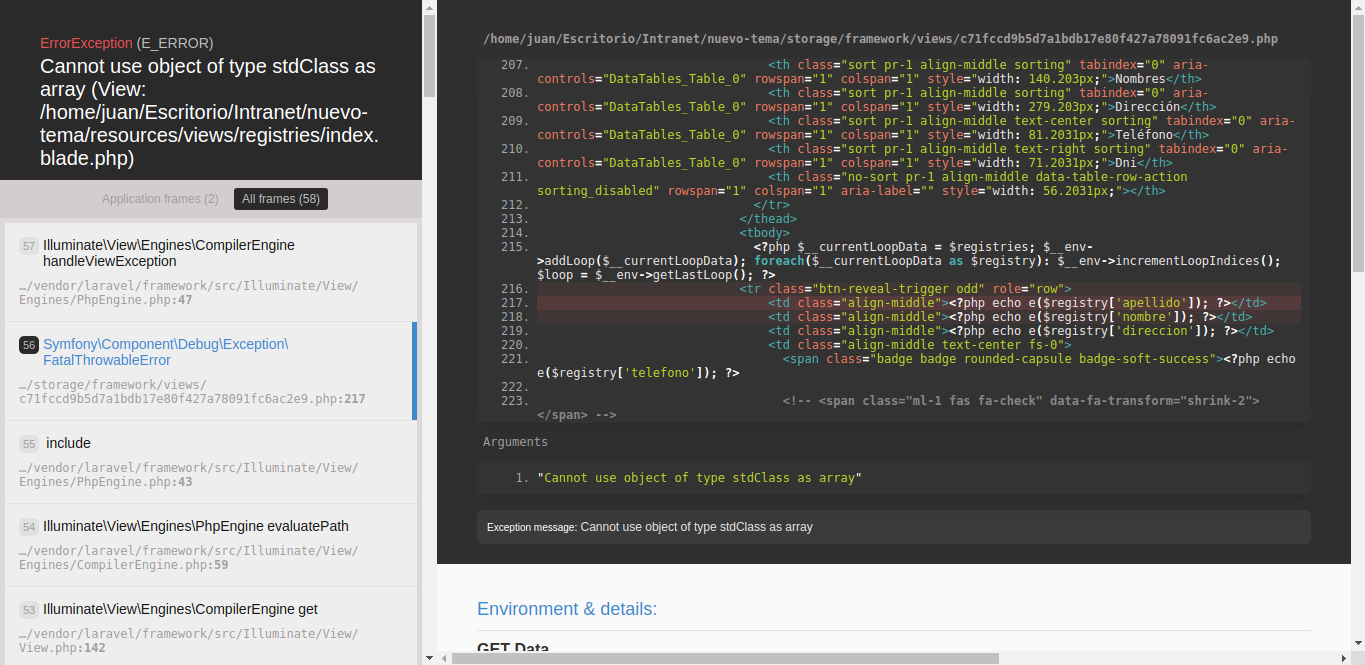 ErrorException (E_ERROR)
Cannot use object of type stdClass as
array (View:
/home/juan/Escritorio/Intranet/nuevo-
tema/resources/views/registries/index.
blade.php)
Application frames (2) All frames (58)
57 Illuminate\View\Engines\CompilerEngine
handleViewException
…/vendor/laravel/framework/src/Illuminate/View/
Engines/PhpEngine.php:47
56 Symfony\Component\Debug\Exception\
FatalThrowableError
…/storage/framework/views/
c71fccd9b5d7a1bdb17e80f427a78091fc6ac2e9.php:217
55 include
…/vendor/laravel/framework/src/Illuminate/View/
Engines/PhpEngine.php:43
54 Illuminate\View\Engines\PhpEngine evaluatePath
…/vendor/laravel/framework/src/Illuminate/View/
Engines/CompilerEngine.php:59
53 Illuminate\View\Engines\CompilerEngine get
…/vendor/laravel/framework/src/Illuminate/View/
View.php:142
/home/juan/Escritorio/Intranet/nuevo-tema/storage/framework/views/c71fccd9b5d7a1bdb17e80f427a78091fc6ac2e9.php
207. <th class="sort pr-1 align-middle sorting" tabindex="0" aria-
controls="DataTables_Table_0" rowspan="1" colspan="1" style="width: 140.203px;">Nombres</th>
208. <th class="sort pr-1 align-middle sorting" tabindex="0" aria-
controls="DataTables_Table_0" rowspan="1" colspan="1" style="width: 279.203px;">Dirección</th>
209. <th class="sort pr-1 align-middle text-center sorting" tabindex="0" aria-
controls="DataTables_Table_0" rowspan="1" colspan="1" style="width: 81.2031px;">Teléfono</th>
210. <th class="sort pr-1 align-middle text-right sorting" tabindex="0" aria-
controls="DataTables_Table_0" rowspan="1" colspan="1" style="width: 71.2031px;">Dni</th>
211. <th class="no-sort pr-1 align-middle data-table-row-action
sorting_disabled" rowspan="1" colspan="1" aria-label="" style="width: 56.2031px;"></th>
212. </tr>
213. </thead>
214. <tbody>
215. <?php $__currentLoopData = $registries; $__env-
>addLoop($__currentLoopData); foreach($__currentLoopData as $registry): $__env->incrementLoopIndices();
$loop = $__env->getLastLoop(); ?>
216. <tr class="btn-reveal-trigger odd" role="row">
217. <td class="align-middle"><?php echo e($registry['apellido']); ?></td>
218. <td class="align-middle"><?php echo e($registry['nombre']); ?></td>
219. <td class="align-middle"><?php echo e($registry['direccion']); ?></td>
220. <td class="align-middle text-center fs-0">
221. <span class="badge badge rounded-capsule badge-soft-success"><?php echo
e($registry['telefono']); ?>
222.
223. <!-- <span class="ml-1 fas fa-check" data-fa-transform="shrink-2">
</span> -->
Arguments
1. "Cannot use object of type stdClass as array"
Exception message: Cannot use object of type stdClass as array
Environment & details:
GET Data